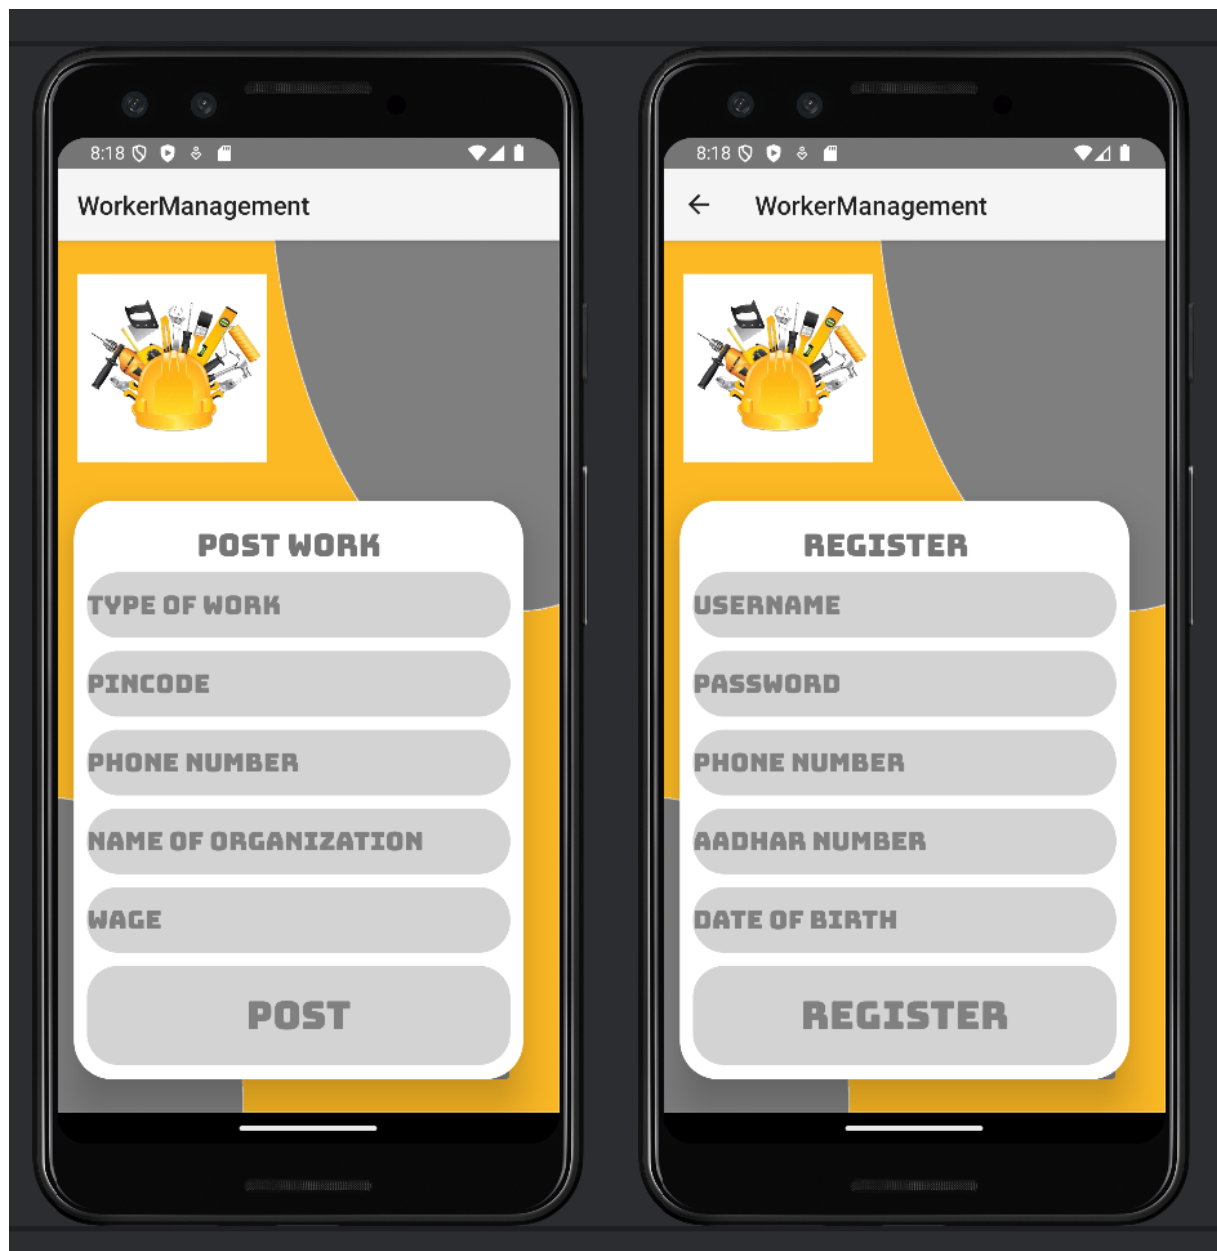 8:18
WorkerManagement
POST WORK
TYPE OF WORK
PINCODE
PHONE NUMBER
NAME OF ORGANIZATION
WAGE
POST
8:18
WorkerManagement
REGISTER
USERNAME
PASSWORD
PHONE NUMBER
AADHAR NUMBER
DATE OF BIRTH
REGISTER